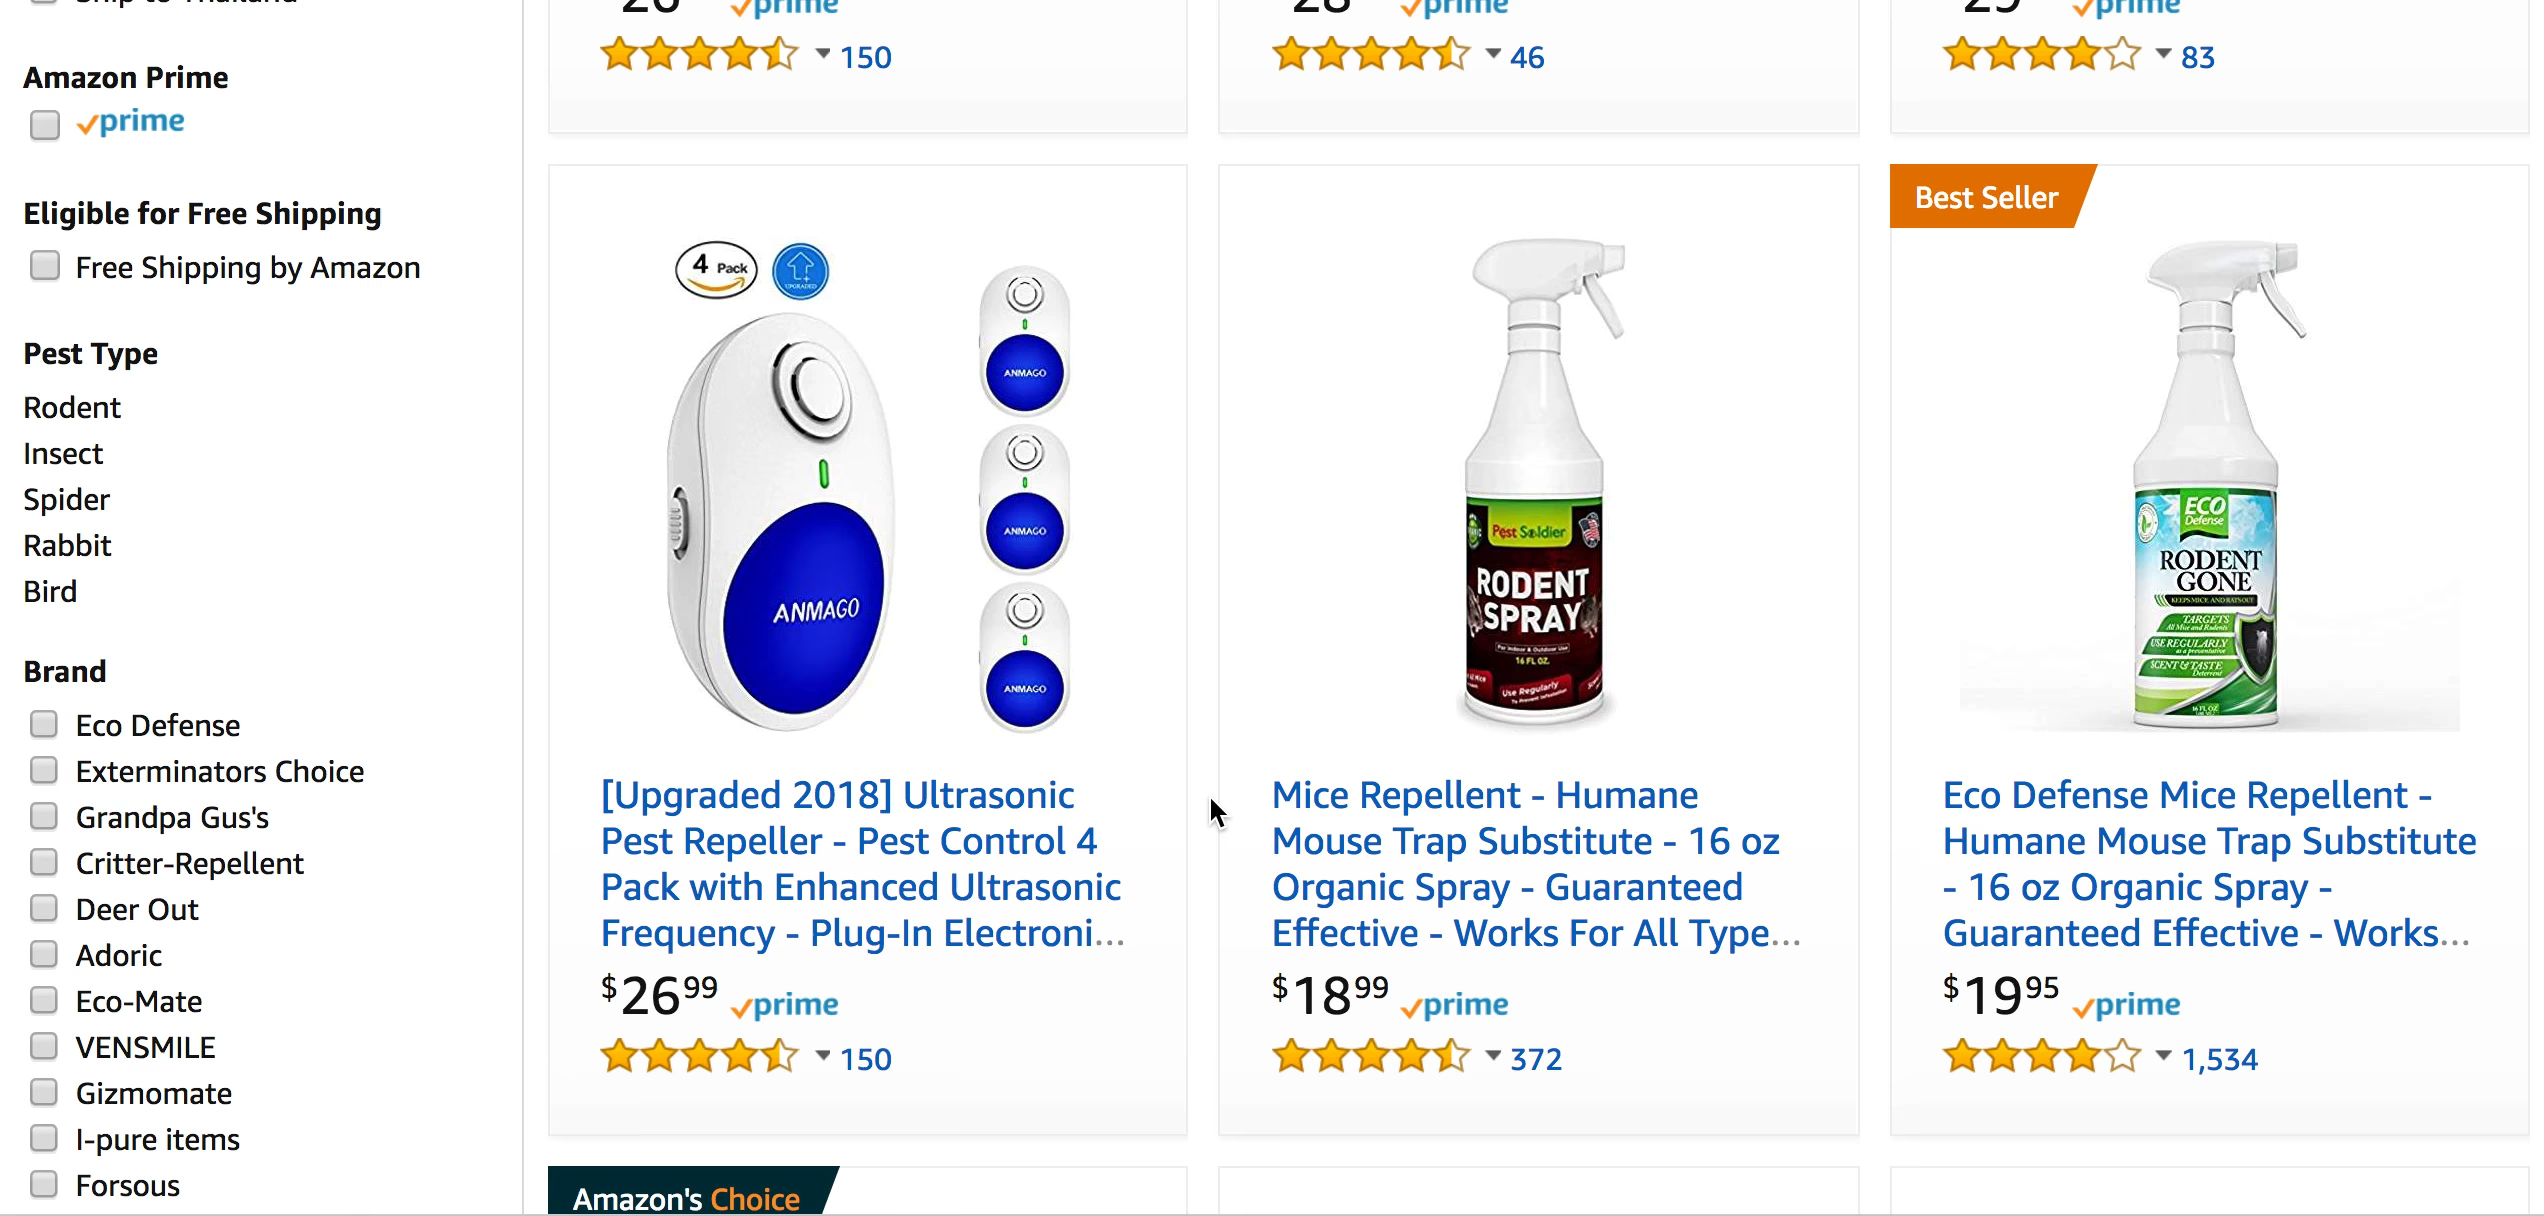 Amazon Prime
prime
Eligible for Free Shipping
Free Shipping by Amazon
Pest Type
Rodent
Insect
Spider
Rabbit
Bird
Brand
Eco Defense
Exterminators Choice
Grandpa Gus's
Critter-Repellent
Deer Out
Adoric
Eco-Mate
VENSMILE
Gizmomate
I-pure items
Forsous
prime
150
prime
46
prime
83
4 Pack
UPGRADED
ANMAGO
ANMAGO
ANMAGO
ANMAGO
[Upgraded 2018] Ultrasonic
Pest Repeller - Pest Control 4
Pack with Enhanced Ultrasonic
Frequency - Plug-In Electroni...
$26 99 prime
150
Pest Soldier
RODENT
SPRAY
For Indoor & Outdoor Use
16 FL OZ.
Use Regularly
Mice Repellent - Humane
Mouse Trap Substitute - 16 oz
Organic Spray - Guaranteed
Effective - Works For All Type...
$18 99 prime
372
Best Seller
ECO
Defense
RODENT
GONE
KEEPS MICE AND RATS OUT
TARGETS
All Mice and Rodents
USE REGULARLY
as a preventative
SCENT & TASTE
Deterrent
16 FL OZ
Eco Defense Mice Repellent -
Humane Mouse Trap Substitute
- 16 oz Organic Spray -
Guaranteed Effective - Works...
$19 95 prime
1,534
Amazon's Choice